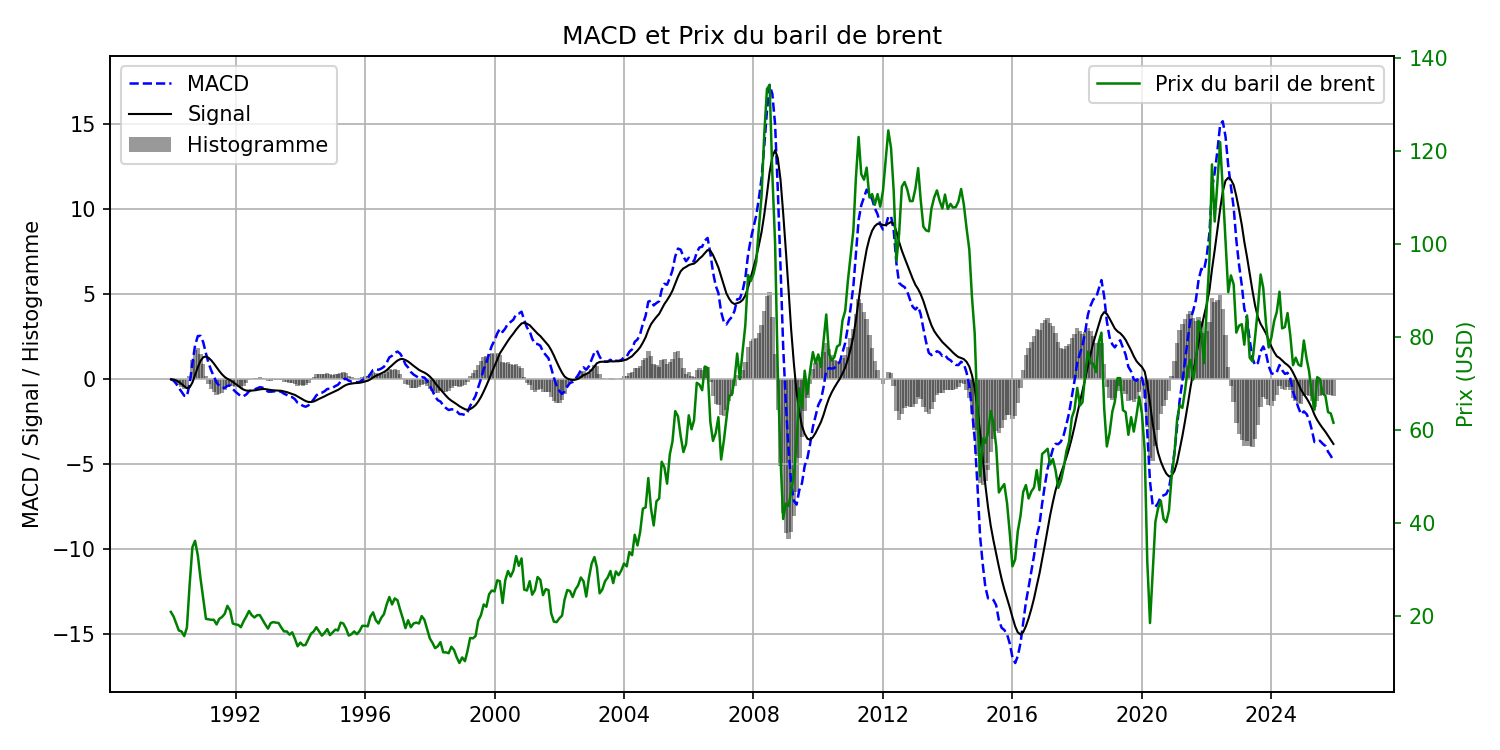 MACD et Prix du baril de brent
MACD
Signal
Histogramme
Prix du baril de brent
MACD / Signal / Histogramme
15
10
5
0
−5
−10
−15
140
120
100
80
60
40
20
Prix (USD)
1992 1996 2000 2004 2008 2012 2016 2020 2024